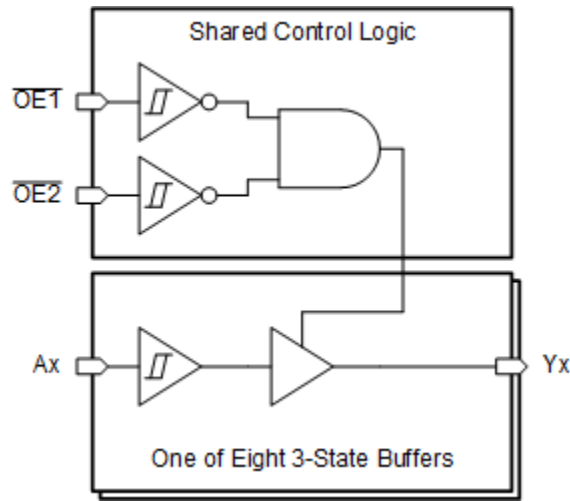 Shared Control Logic
OE1
OE2
Ax
Yx
One of Eight 3-State Buffers